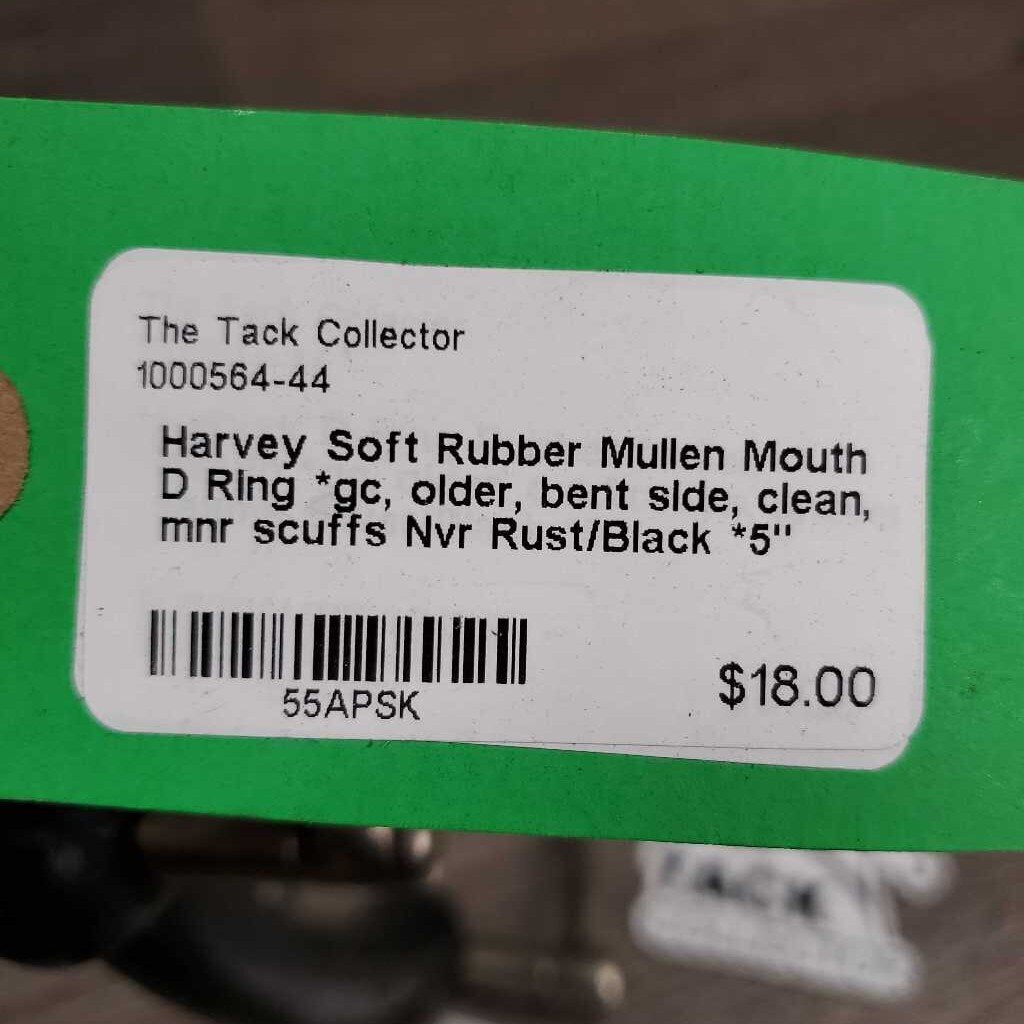 The Tack Collector
1000564-44
Harvey Soft Rubber Mullen Mouth
D Ring *gc, older, bent side, clean,
mnr scuffs Nvr Rust/Black *5"
55APSK
$18.00
TACK